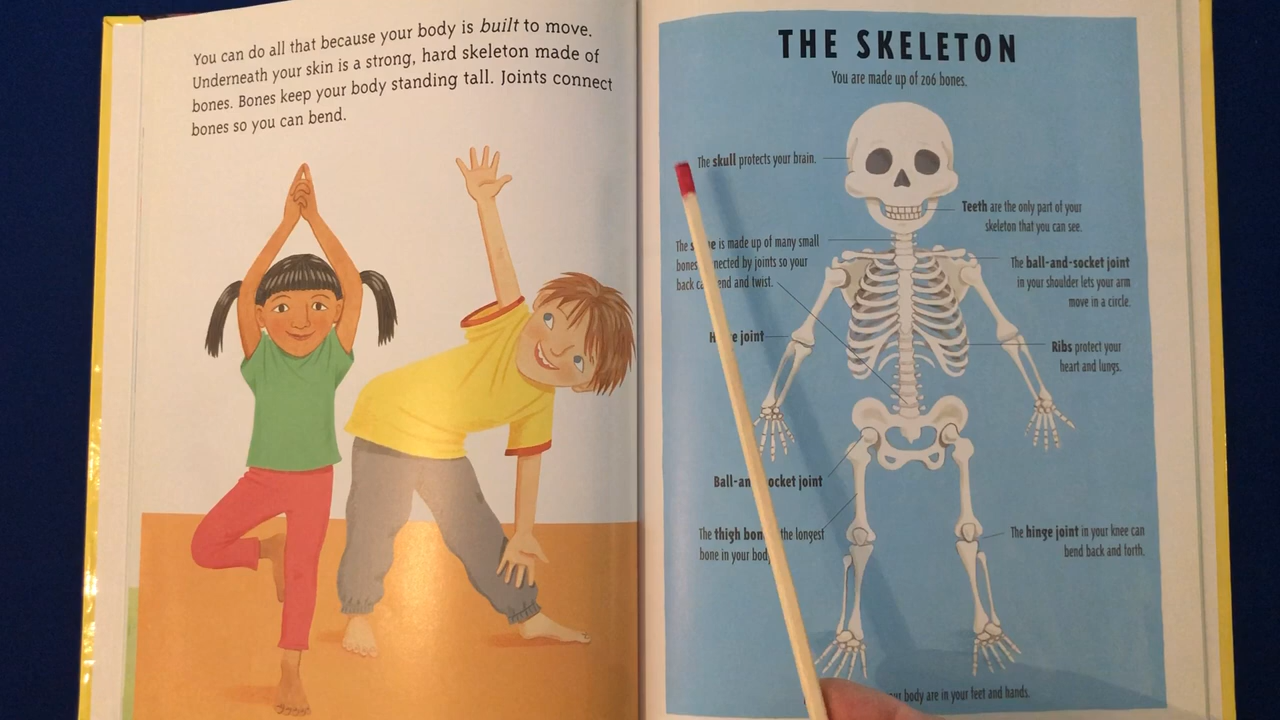 You can do all that because your body is built to move.
Underneath your skin is a strong, hard skeleton made of
bones. Bones keep your body standing tall. Joints connect
bones so you can bend.
THE SKELETON
You are made up of 206 bones.
The skull protects your brain.
Teeth are the only part of your
skeleton that you can see.
The is made up of many small
bones by joints so your
back and twist.
The ball-and-socket joint
in your shoulder lets your arm
move in a circle.
joint
Ribs protect your
heart and lungs.
joint
The thigh the longest
bone in your
The hinge joint in your knee can
bend back and forth.
body are in your feet and hands.